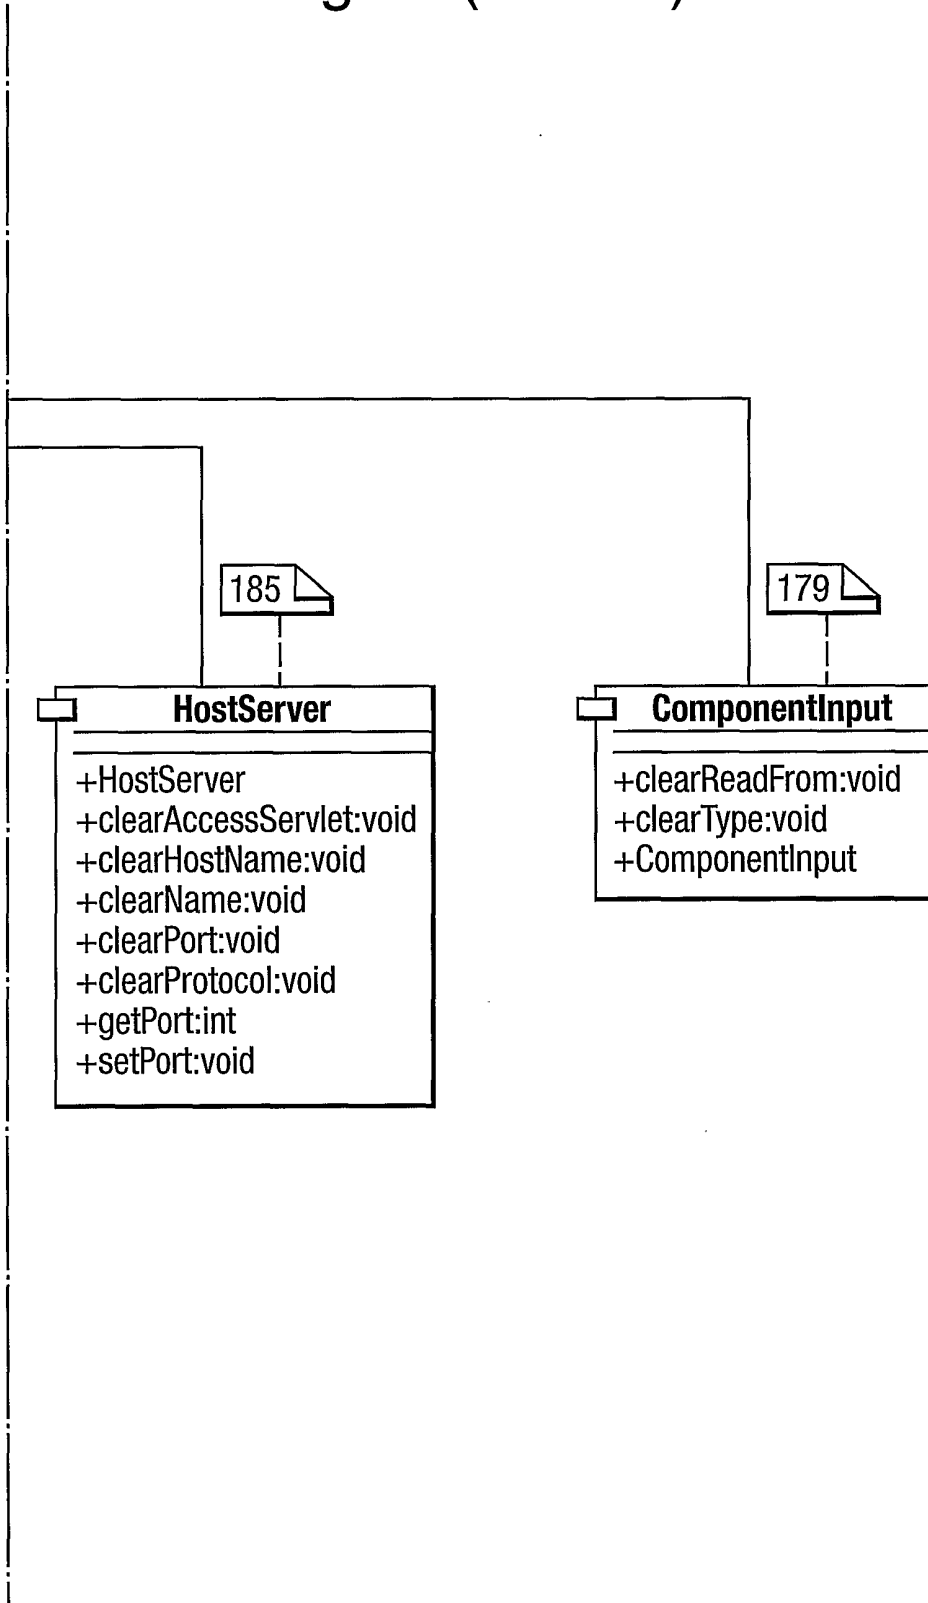 185
179
HostServer
+HostServer
+clearAccessServlet:void
+clearHostName:void
+clearName:void
+clearPort:void
+clearProtocol:void
+getPort:int
+setPort:void
ComponentInput
+clearReadFrom:void
+clearType:void
+ComponentInput